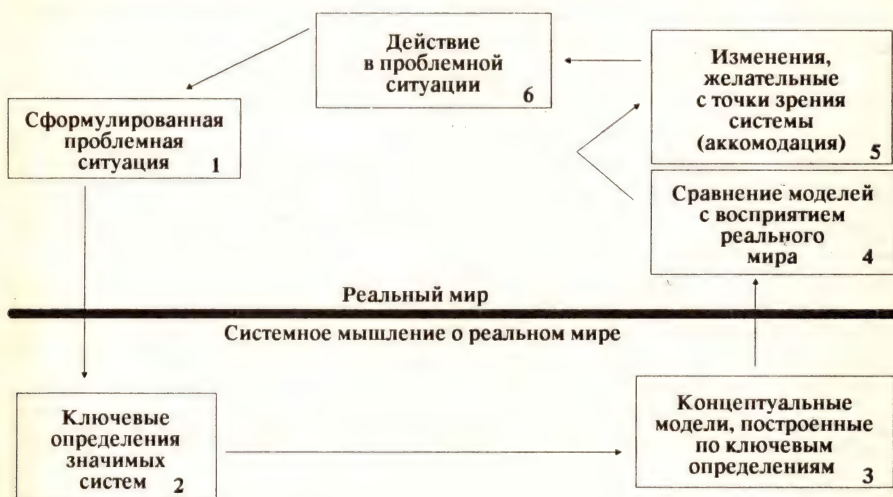 Действие
в проблемной
ситуации
6
Изменения,
желательные
с точки зрения
системы
(аккомодация) 5
Сформулированная
проблемная
ситуация 1
Сравнение моделей
с восприятием
реального
мира 4
Реальный мир
Системное мышление о реальном мире
Ключевые
определения
значимых
систем 2
Концептуальные
модели, построенные
по ключевым
определениям 3